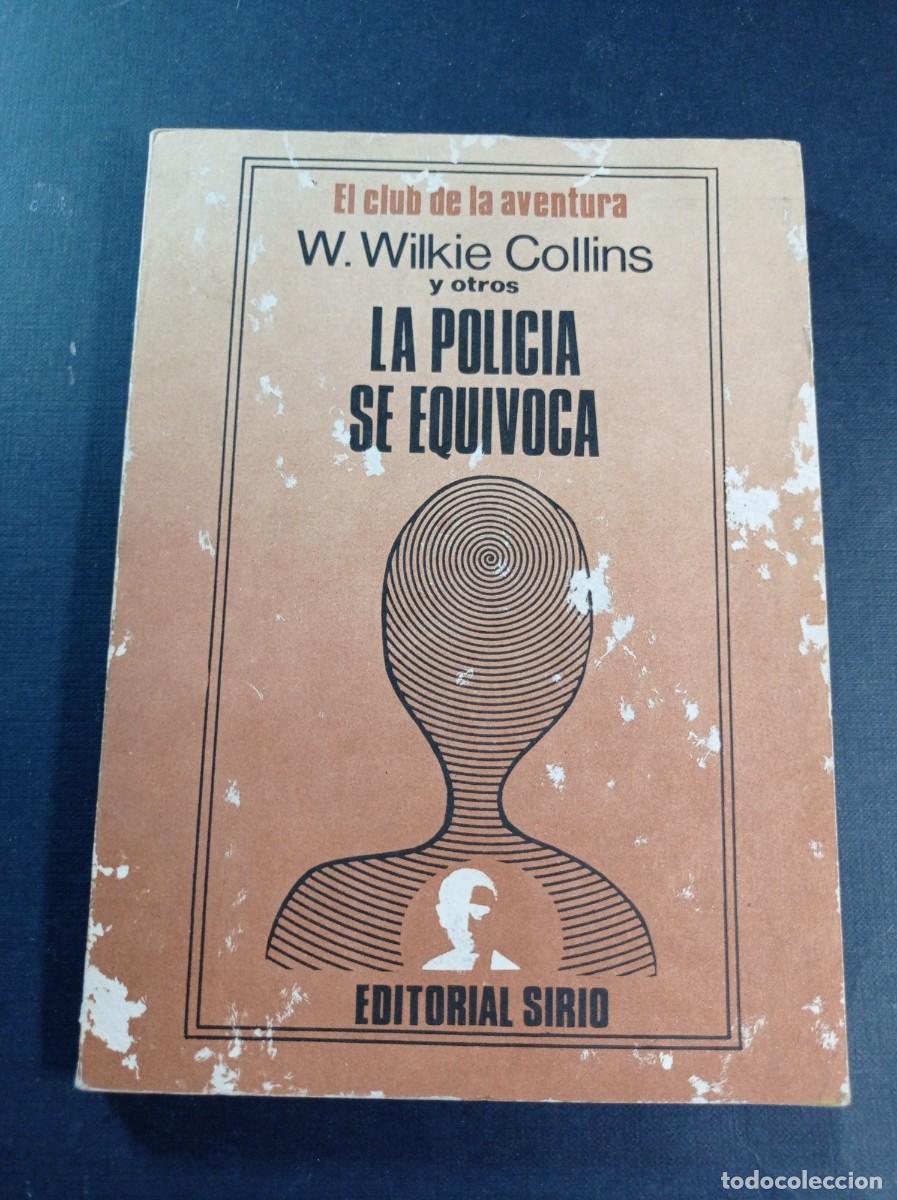 El club de la aventura
W. Wilkie Collins
y otros
LA POLICIA
SE EQUIVOCA
EDITORIAL SIRIO
todocoleccion